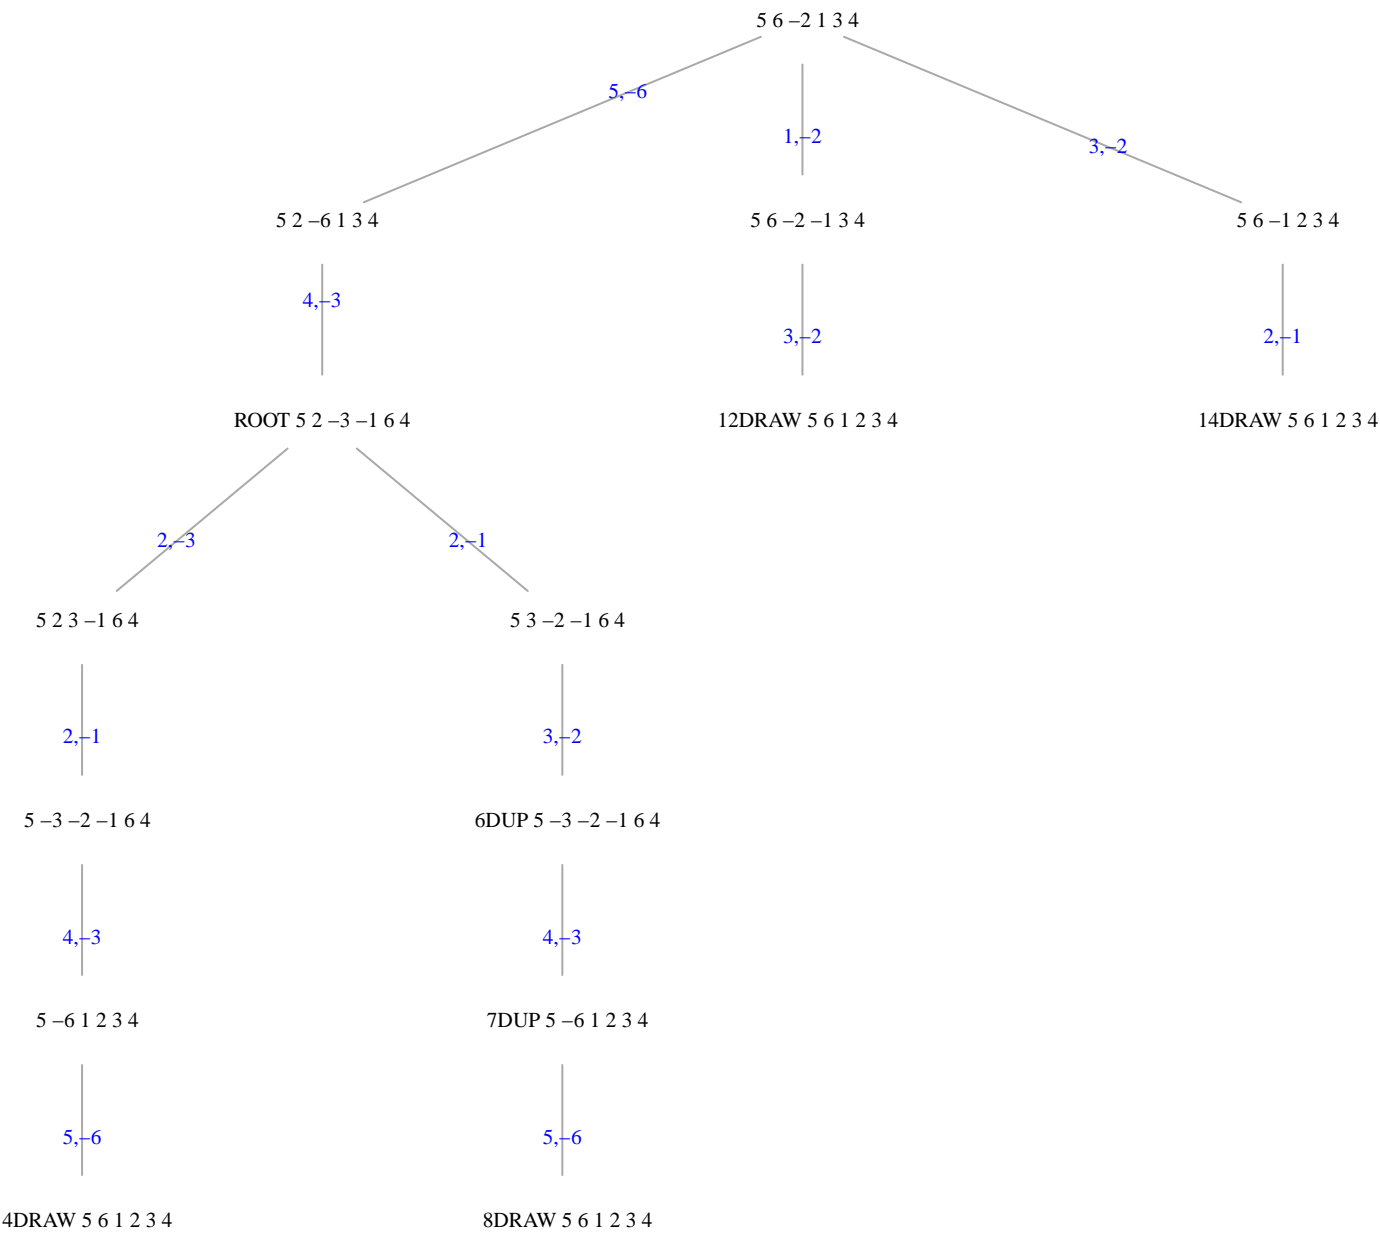 5 6 –2 1 3 4
5,–6
1,–2
3,–2
5 2 –6 1 3 4
5 6 –2 –1 3 4
5 6 –1 2 3 4
4,–3
3,–2
2,–1
ROOT 5 2 –3 –1 6 4
12DRAW 5 6 1 2 3 4
14DRAW 5 6 1 2 3 4
2,–3
2,–1
5 2 3 –1 6 4
5 3 –2 –1 6 4
2,–1
3,–2
5 –3 –2 –1 6 4
6DUP 5 –3 –2 –1 6 4
4,–3
4,–3
5 –6 1 2 3 4
7DUP 5 –6 1 2 3 4
5,–6
5,–6
4DRAW 5 6 1 2 3 4
8DRAW 5 6 1 2 3 4